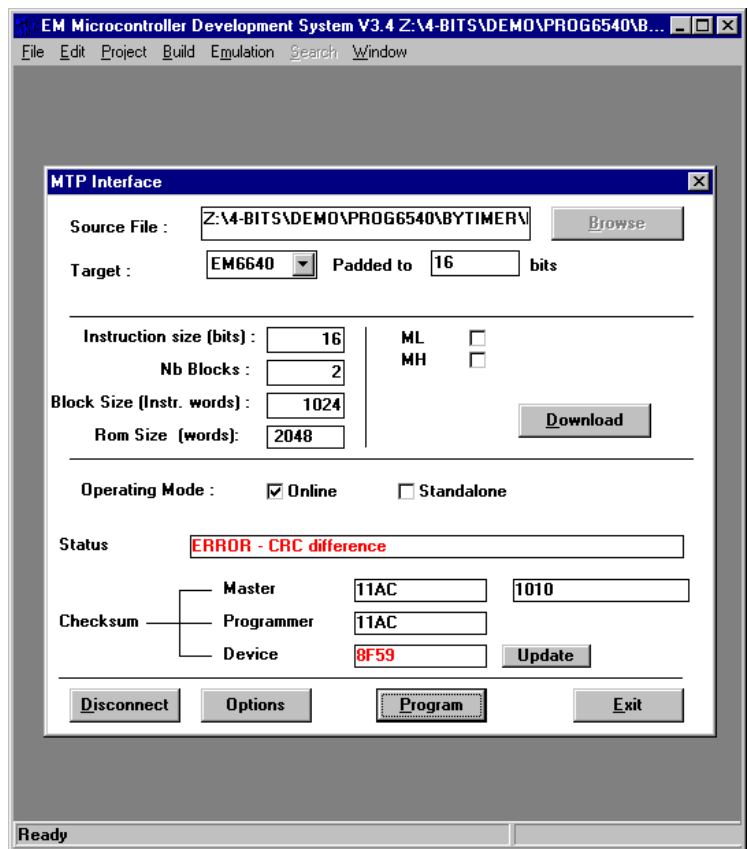 EM Microcontroller Development System V3.4 Z:\4-BITS\DEMO\PROG6540\B...
File Edit Project Build Emulation Search Window
MTP Interface
Source File : Z:\4-BITS\DEMO\PROG6540\BYTIMER\ Browse
Target : EM6640 Padded to 16 bits
Instruction size (bits) : 16 ML
Nb Blocks : 2 MH
Block Size (Instr. words) : 1024
Download
Rom Size (words): 2048
Operating Mode : Online Standalone
Status ERROR - CRC difference
Master 11AC 1010
Checksum Programmer 11AC
Device 8F59 Update
Disconnect Options Program Exit
Ready